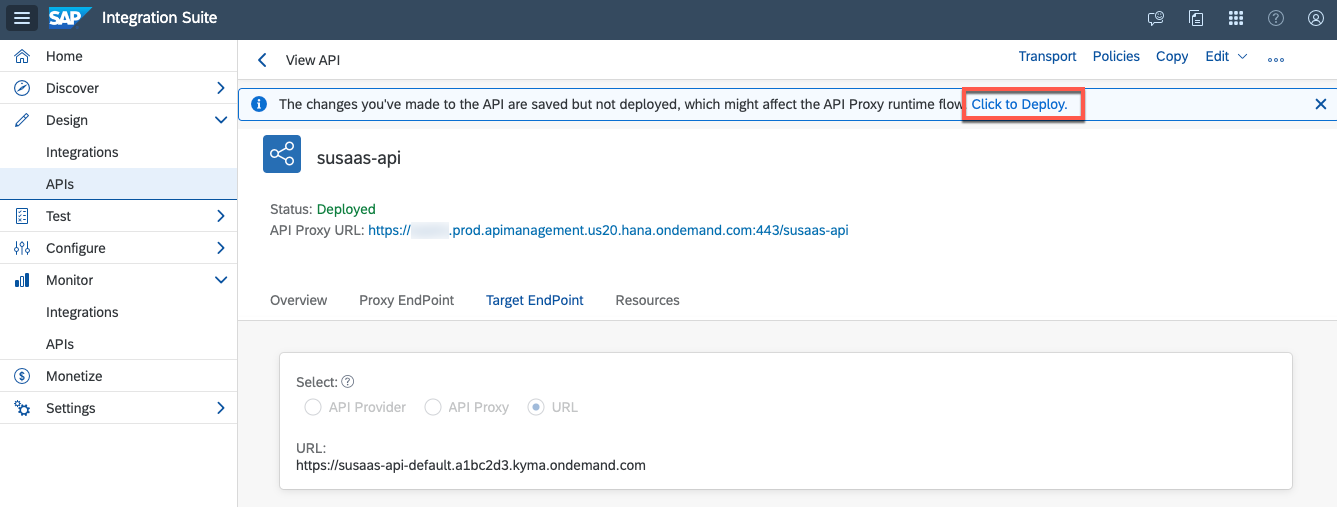 SAP Integration Suite
Home
Discover
Design
Integrations
APIs
Test
Configure
Monitor
Integrations
APIs
Monetize
Settings
View API
Transport Policies Copy Edit
The changes you've made to the API are saved but not deployed, which might affect the API Proxy runtime flow Click to Deploy.
susaas-api
Status: Deployed
API Proxy URL: https:// .prod.apimanagement.us20.hana.ondemand.com:443/susaas-api
Overview Proxy EndPoint Target EndPoint Resources
Select:
API Provider API Proxy URL
URL:
https://susaas-api-default.a1bc2d3.kyma.ondemand.com